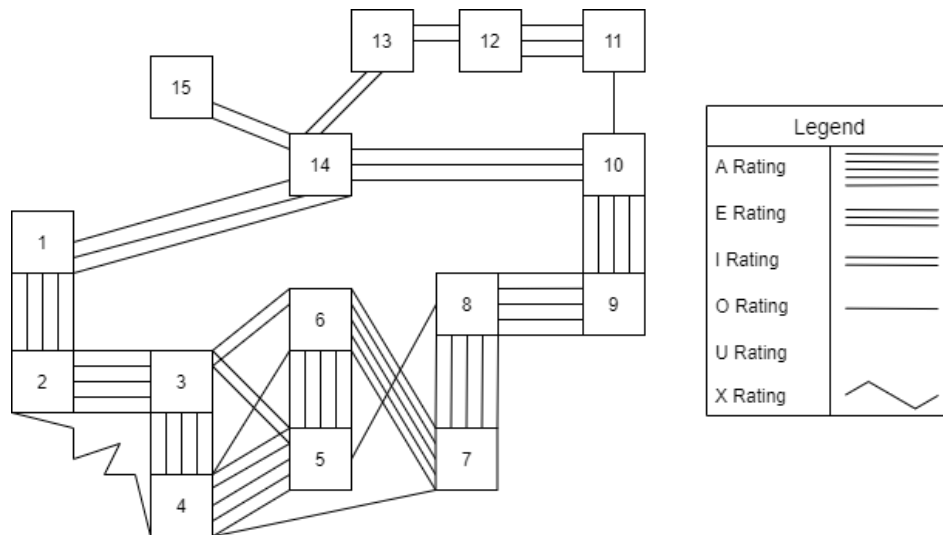 13 12 11
15
14 10
1
6 8 9
2 3
5 7
4
Legend
A Rating
E Rating
I Rating
O Rating
U Rating
X Rating